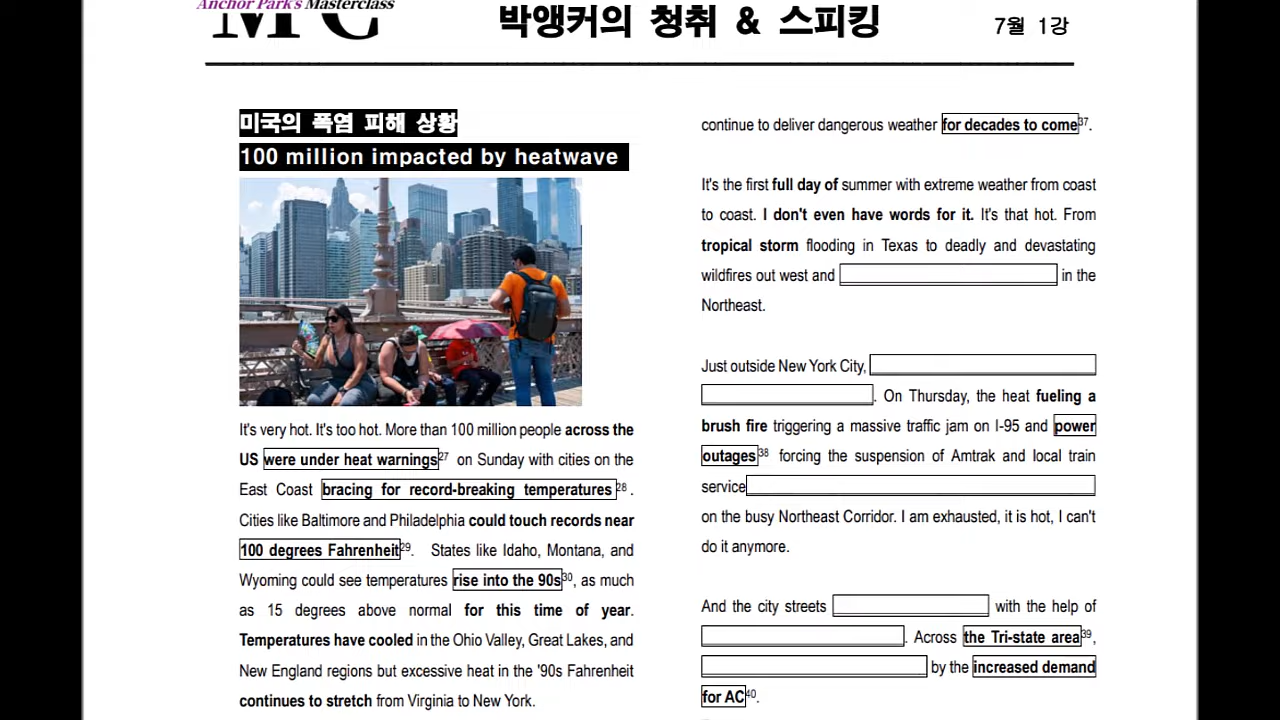 Anchor Park's Masterclass
MFC
박앵커의 청취 & 스피킹
7월 1강
미국의 폭염 피해 상황
100 million impacted by heatwave
It's very hot. It's too hot. More than 100 million people across the
US were under heat warnings27 on Sunday with cities on the
East Coast bracing for record-breaking temperatures28.
Cities like Baltimore and Philadelphia could touch records near
100 degrees Fahrenheit29. States like Idaho, Montana, and
Wyoming could see temperatures rise into the 90s30, as much
as 15 degrees above normal for this time of year.
Temperatures have cooled in the Ohio Valley, Great Lakes, and
New England regions but excessive heat in the '90s Fahrenheit
continues to stretch from Virginia to New York.
continue to deliver dangerous weather for decades to come37.
It's the first full day of summer with extreme weather from coast
to coast. I don't even have words for it. It's that hot. From
tropical storm flooding in Texas to deadly and devastating
wildfires out west and in the
Northeast.
Just outside New York City,
. On Thursday, the heat fueling a
brush fire triggering a massive traffic jam on I-95 and power
outages38 forcing the suspension of Amtrak and local train
service
on the busy Northeast Corridor. I am exhausted, it is hot, I can't
do it anymore.
And the city streets with the help of
. Across the Tri-state area39,
by the increased demand
for AC40.